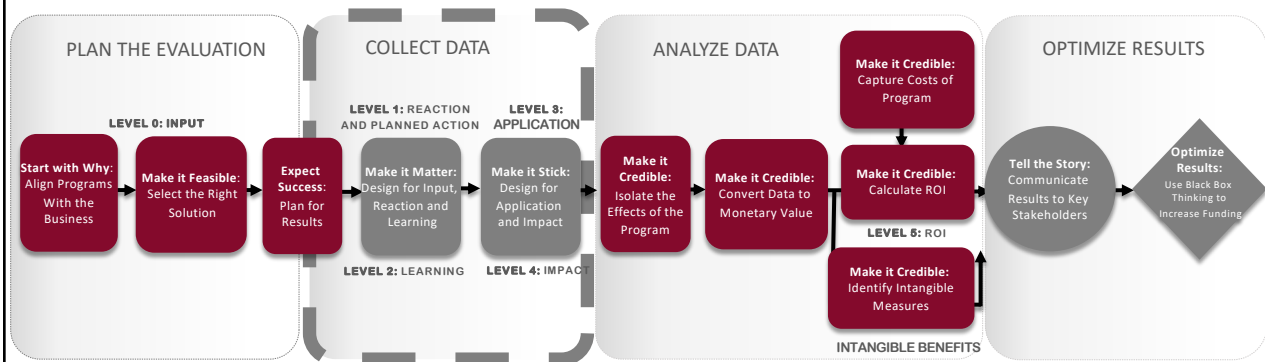 PLAN THE EVALUATION
LEVEL 0: INPUT
Start with Why:
Align Programs
With the
Business
Make it Feasible:
Select the Right
Solution
Expect
Success:
Plan for
Results
COLLECT DATA
LEVEL 1: REACTION
AND PLANNED ACTION
LEVEL 3:
APPLICATION
Make it Matter:
Design for Input,
Reaction and
Learning
Make it Stick:
Design for
Application
and Impact
LEVEL 2: LEARNING
LEVEL 4: IMPACT
ANALYZE DATA
Make it
Credible:
Isolate the
Effects of the
Program
Make it Credible:
Convert Data to
Monetary Value
Make it Credible:
Capture Costs of
Program
Make it Credible:
Calculate ROI
LEVEL 5: ROI
Make it Credible:
Identify Intangible
Measures
INTANGIBLE BENEFITS
OPTIMIZE RESULTS
Tell the Story:
Communicate
Results to Key
Stakeholders
Optimize
Results:
Use Black Box
Thinking to
Increase Funding